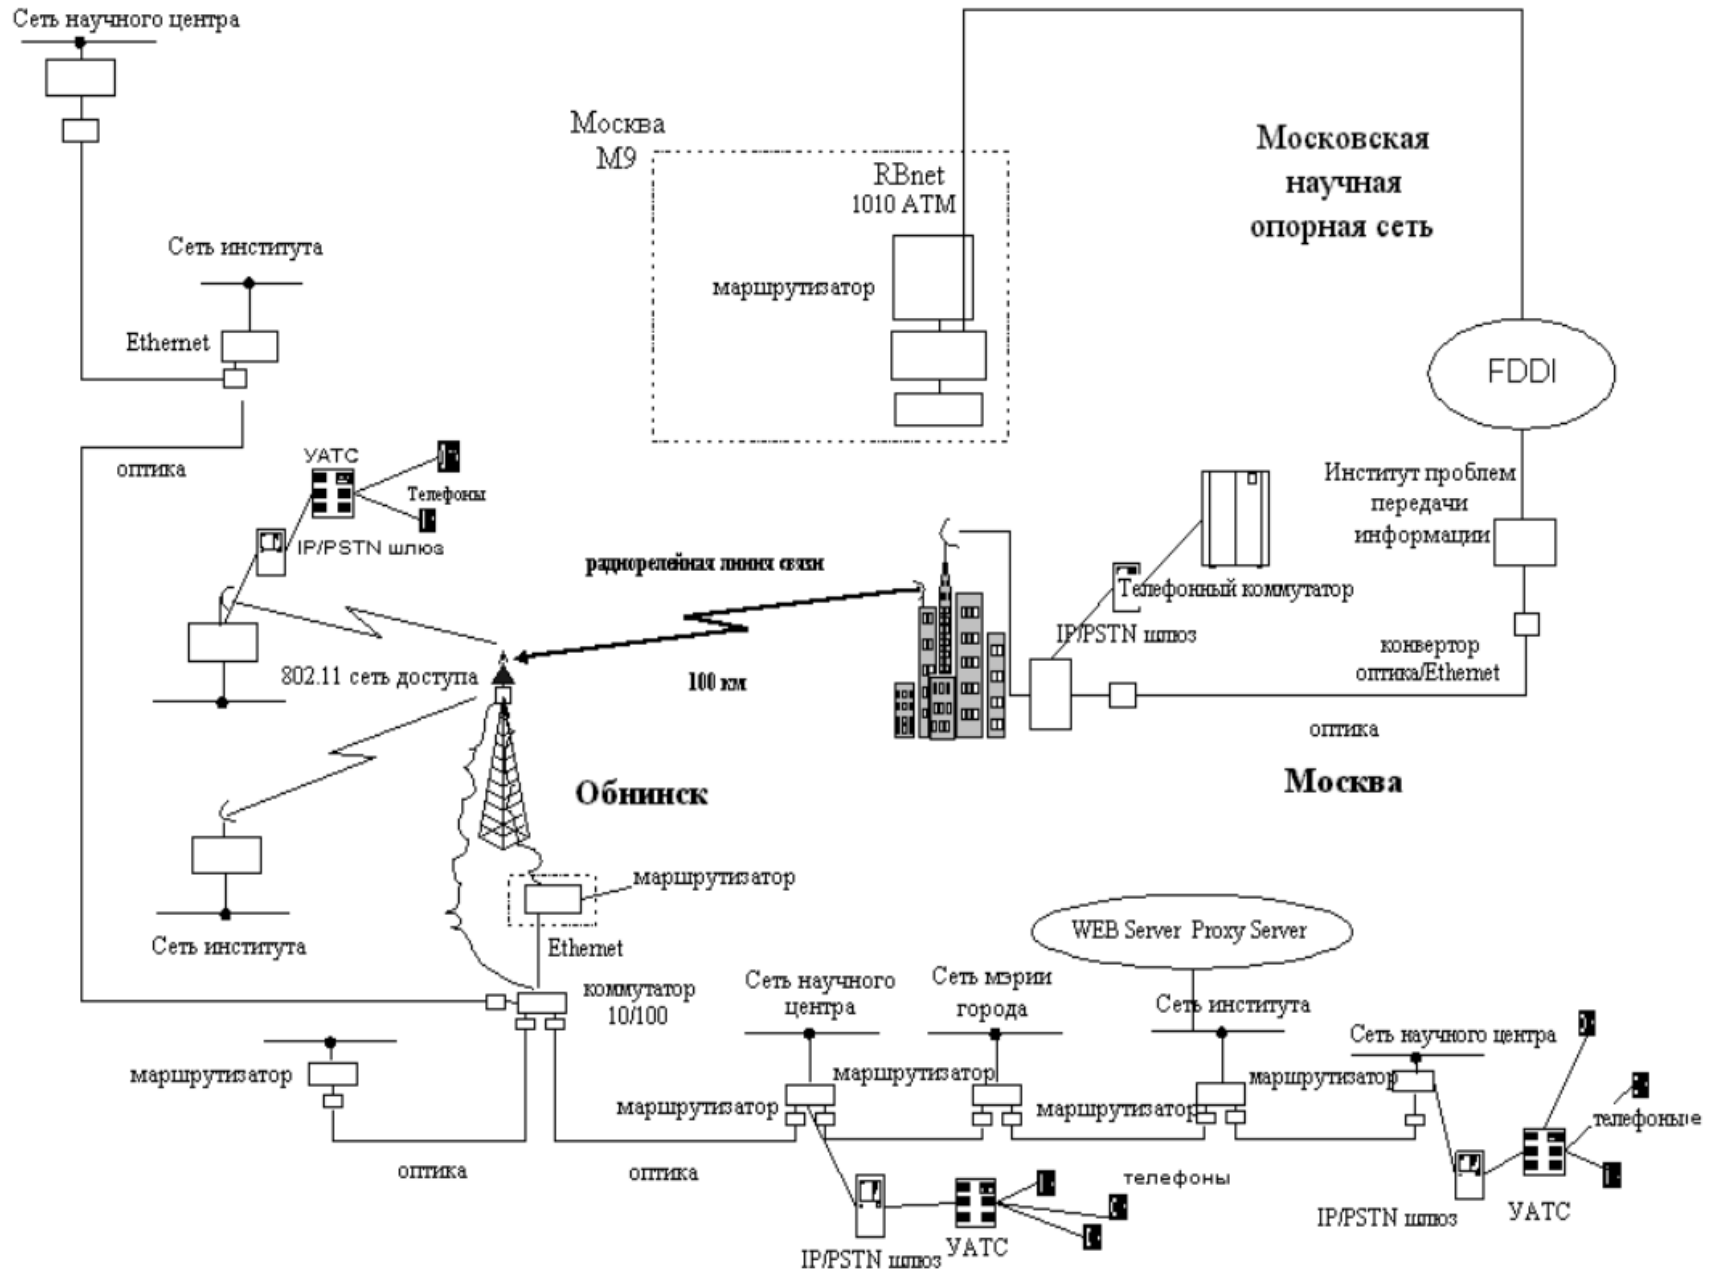 Сеть научного центра
Москва
М9
RBnet
1010 ATM
маршрутизатор
Московская
научная
опорная сеть
Сеть института
Ethernet
FDDI
оптика
УАТС
Телефоны
IP/PSTN шлюз
Институт проблем
передачи
информации
радиорелейная линия связи
100 км
Телефонный коммутатор
IP/PSTN шлюз
конвертор
оптика/Ethernet
оптика
802.11 сеть доступа
Обнинск
Москва
маршрутизатор
Сеть института
Ethernet
WEB Server Proxy Server
коммутатор
10/100
Сеть научного
центра
Сеть мэрии
города
Сеть института
Сеть научного центра
маршрутизатор
маршрутизатор
маршрутизатор
маршрутизатор
маршрутизатор
телефоные
оптика
оптика
телефоны
IP/PSTN шлюз
УАТС
IP/PSTN шлюз
УАТС